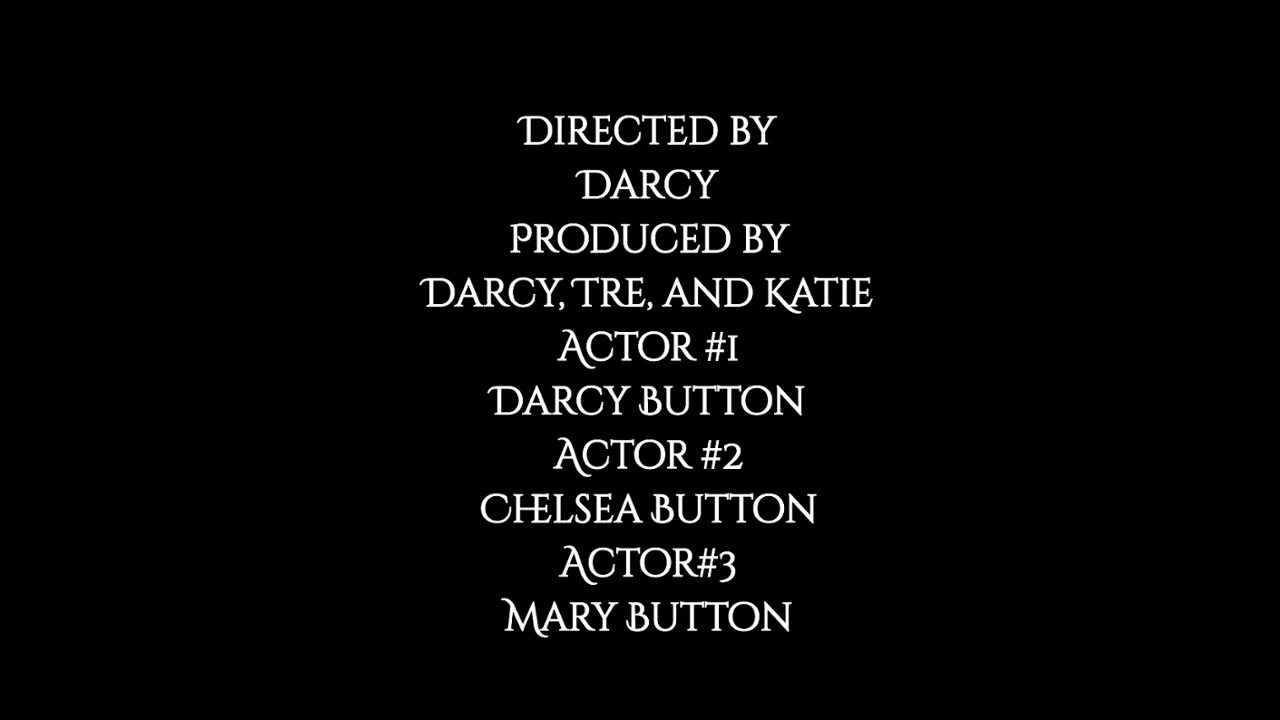 Directed by
Darcy
Produced by
Darcy, Tre, and Katie
Actor #1
Darcy Button
Actor #2
Chelsea Button
Actor#3
Mary Button